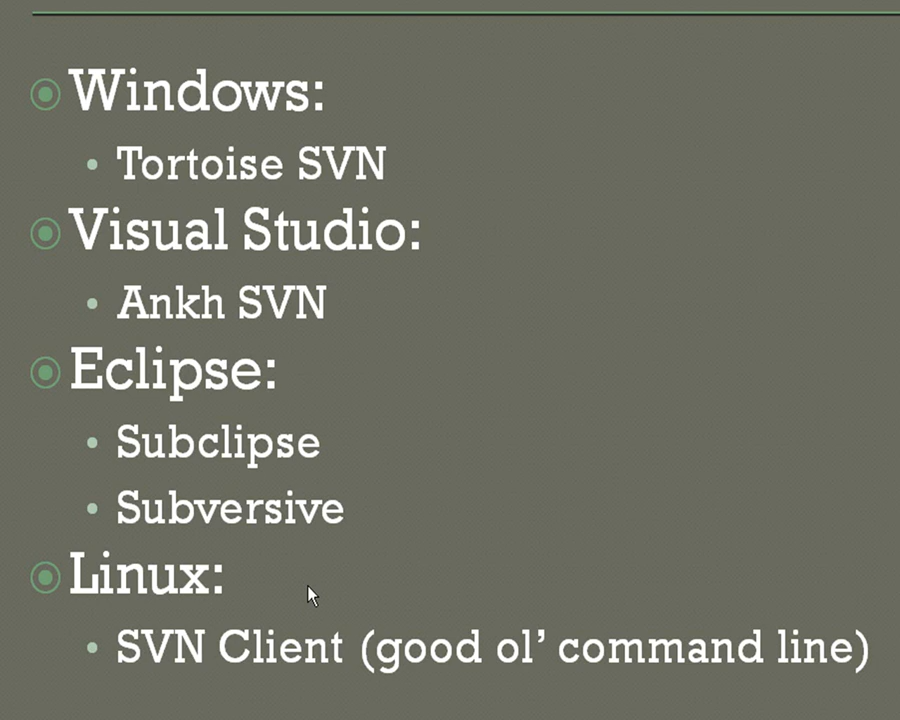 Windows:
Tortoise SVN
Visual Studio:
Ankh SVN
Eclipse:
Subclipse
Subversive
Linux:
SVN Client (good ol’ command line)